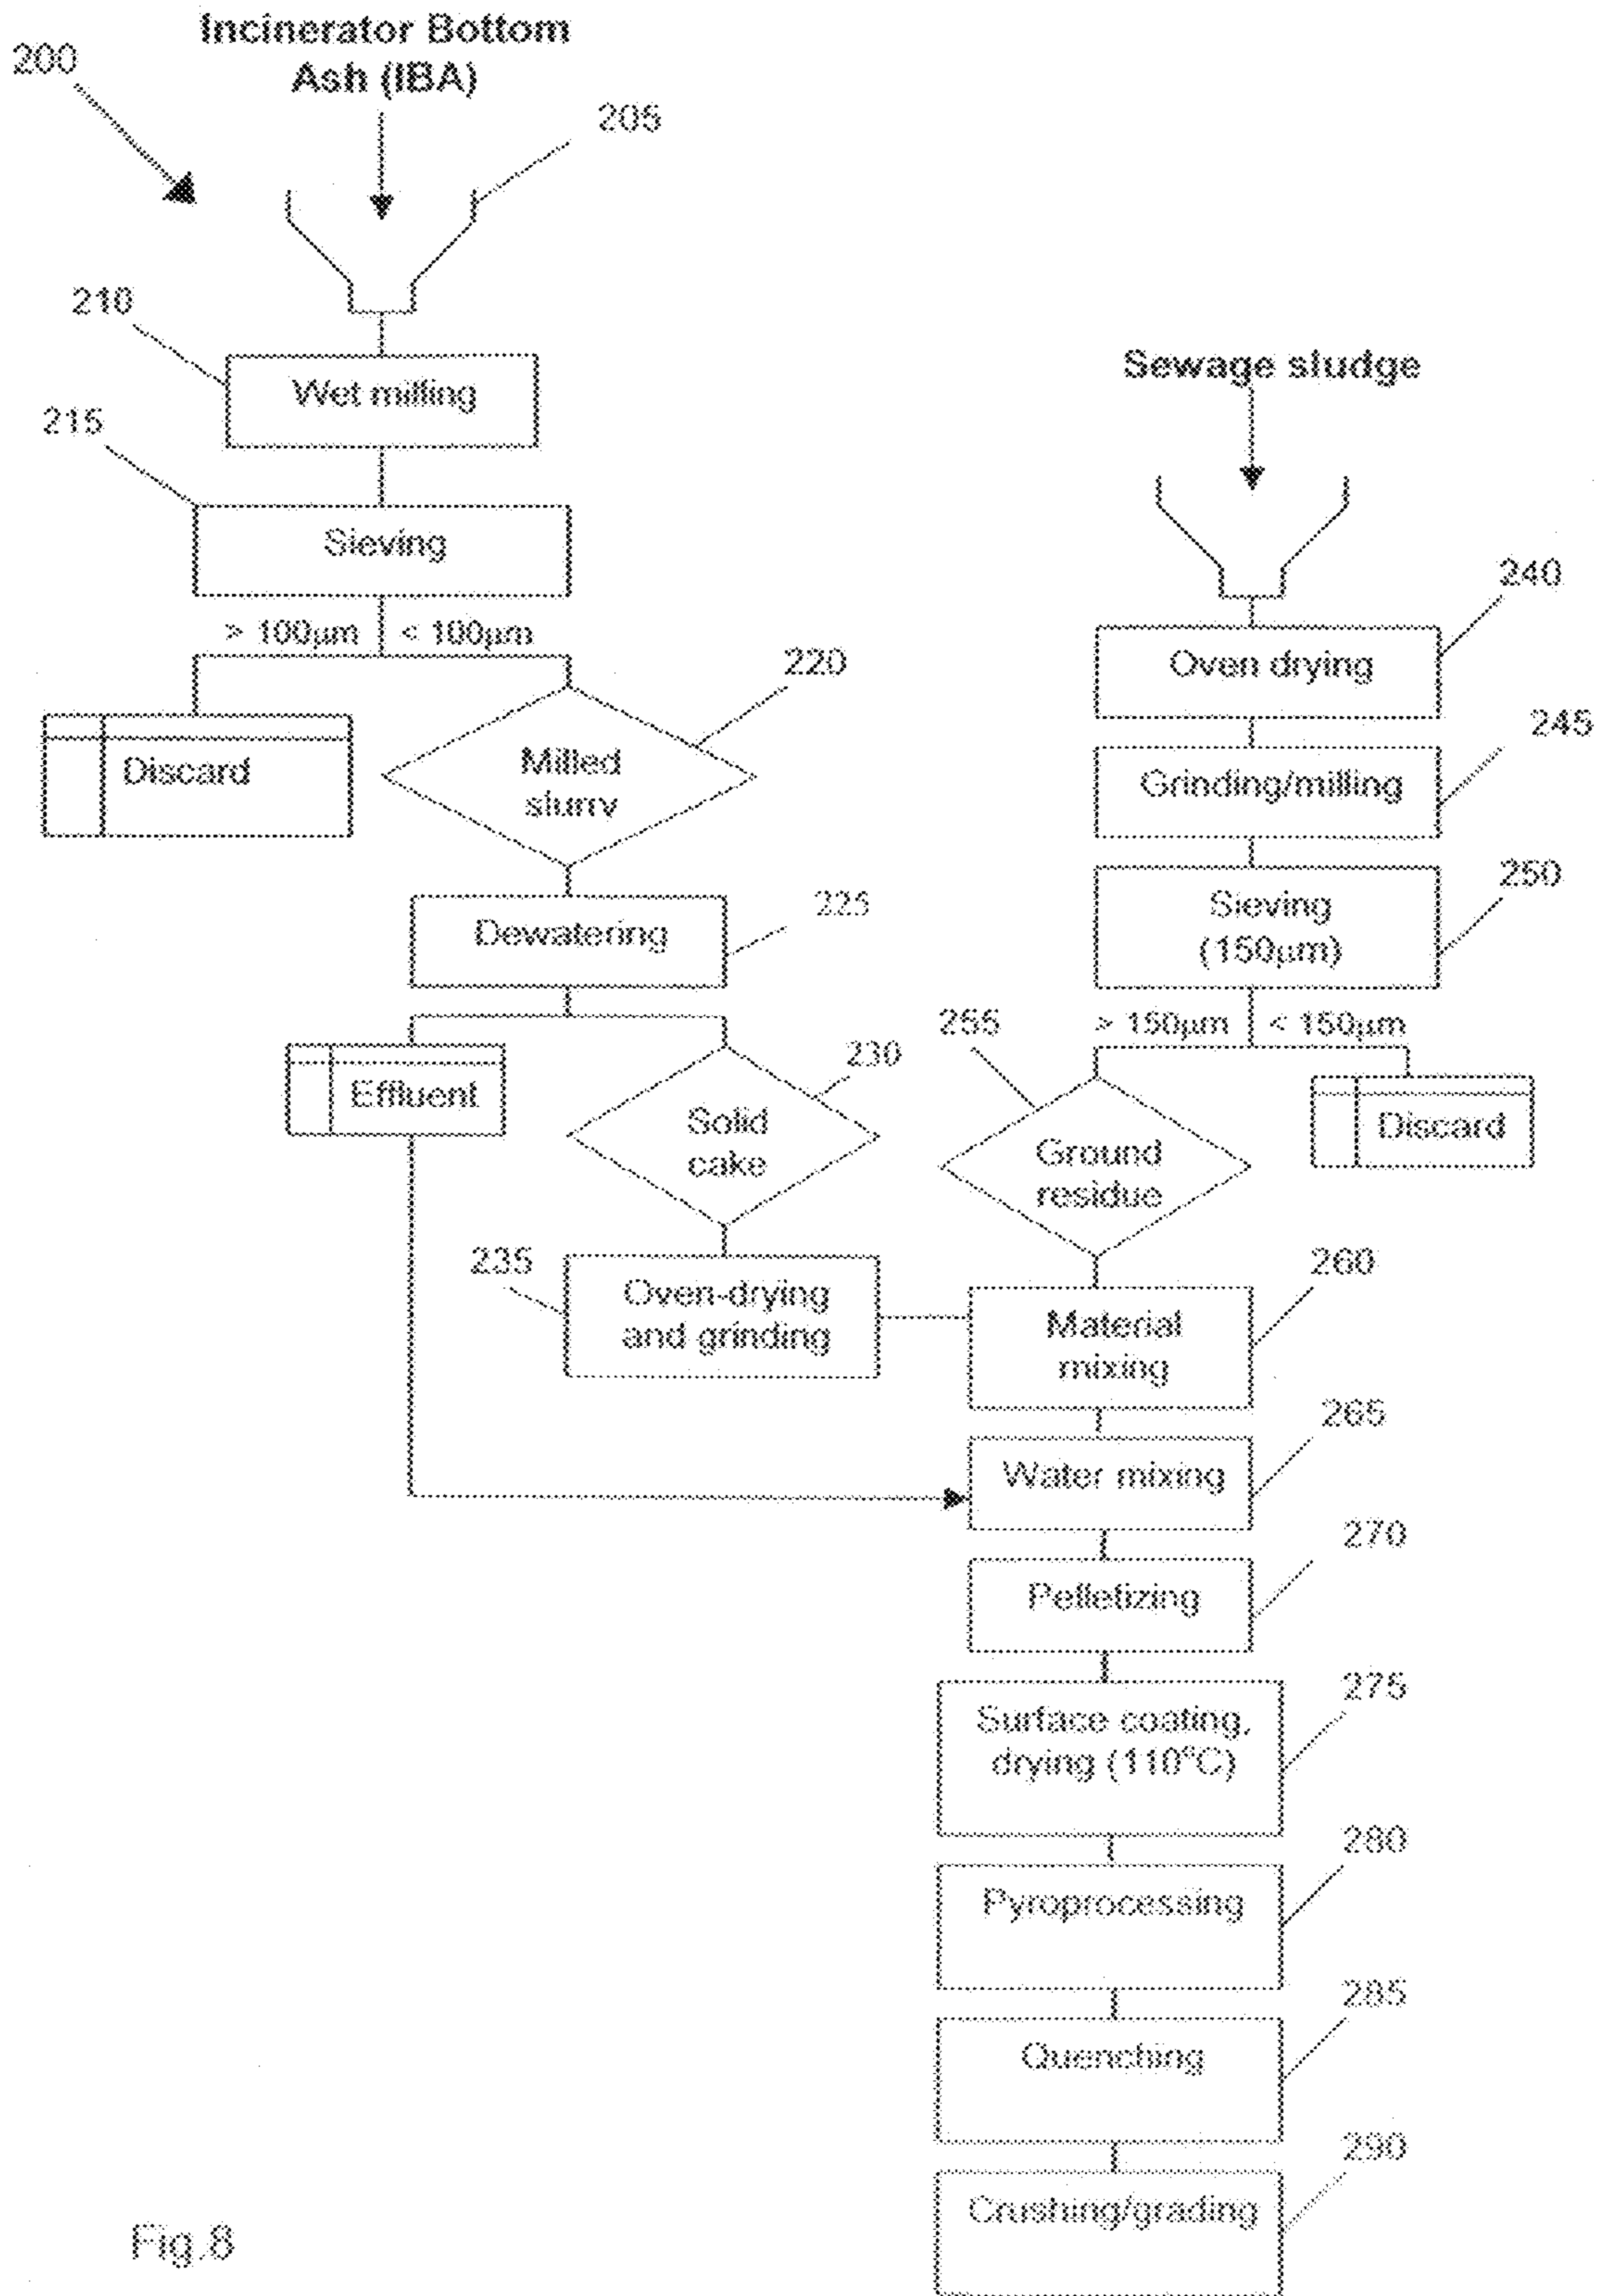 Incinerator Bottom
Ash (IBA)
200
205
210
Wet milling
215
Sieving
> 100µm
< 100µm
Discard
220
Milled
slurry
Dewatering
225
Effluent
230
Solid
cake
235
Oven-drying
and grinding
Sewage sludge
240
Oven drying
245
Grinding/milling
250
Sieving
(150µm)
> 150µm
< 150µm
255
Ground
residue
Discard
260
Material
mixing
265
Water mixing
270
Pelletizing
275
Surface coating,
drying (110°C)
280
Pyroprocessing
285
Quenching
290
Crushing/grading
Fig.8